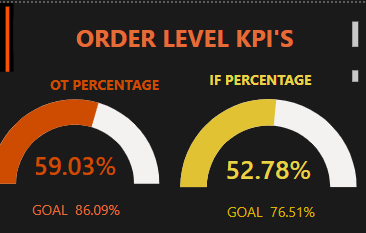 ORDER LEVEL KPI'S
OT PERCENTAGE
59.03%
GOAL 86.09%
IF PERCENTAGE
52.78%
GOAL 76.51%